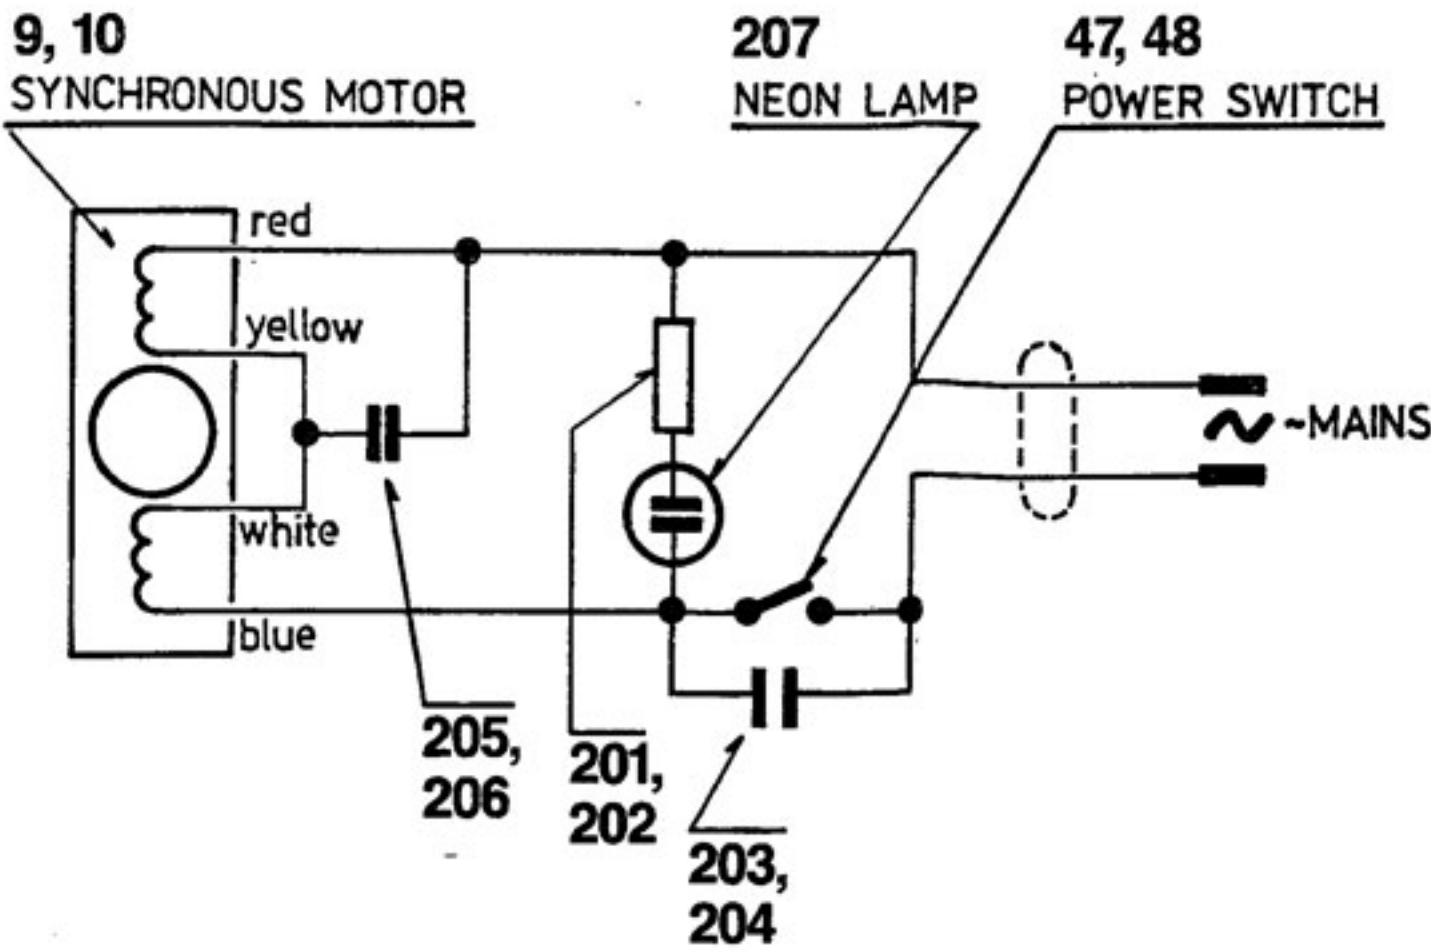 9, 10
SYNCHRONOUS MOTOR
207
NEON LAMP
47, 48
POWER SWITCH
red
yellow
white
blue
~MAINS
205,
206
201,
202
203,
204